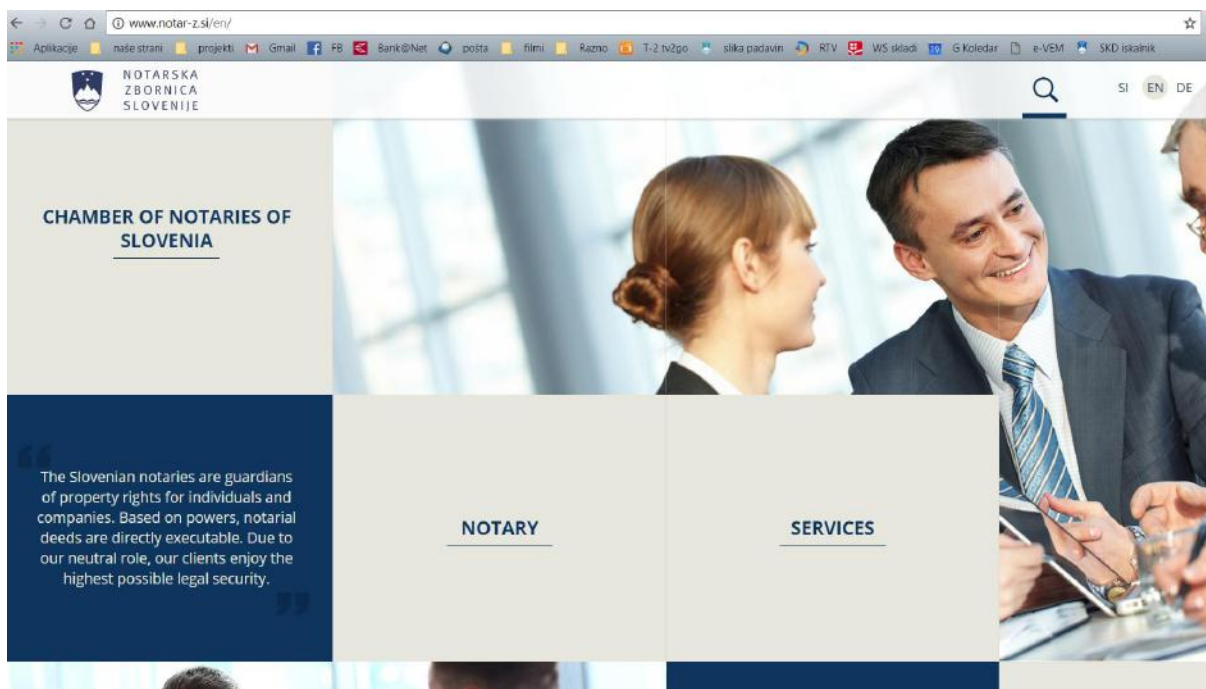 www.notar-z.si/en/
Aplikacije naše strani projekti Gmail FB Bank@Net pošta filmi Razno T-2 tv2go slika padavin RTV WS skladi G Koledar e-VEM SKD iskalnik
NOTARSKA
ZBORNICA
SLOVENIJE
SI EN DE
CHAMBER OF NOTARIES OF
SLOVENIA
The Slovenian notaries are guardians
of property rights for individuals and
companies. Based on powers, notarial
deeds are directly executable. Due to
our neutral role, our clients enjoy the
highest possible legal security.
NOTARY
SERVICES